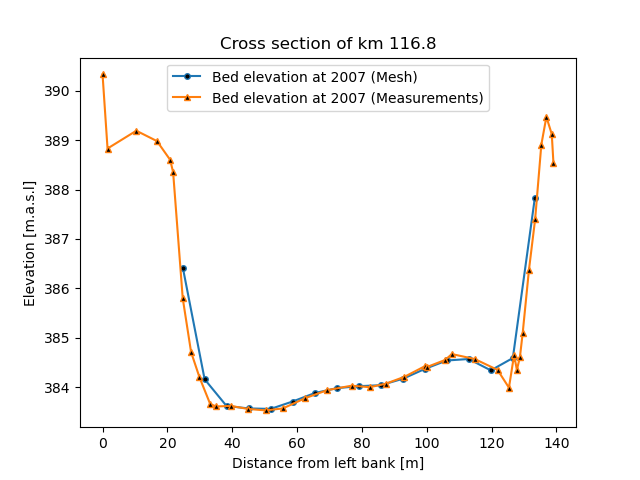 Cross section of km 116.8
Bed elevation at 2007 (Mesh)
Bed elevation at 2007 (Measurements)
Elevation [m.a.s.l]
390
389
388
387
386
385
384
0 20 40 60 80 100 120 140
Distance from left bank [m]